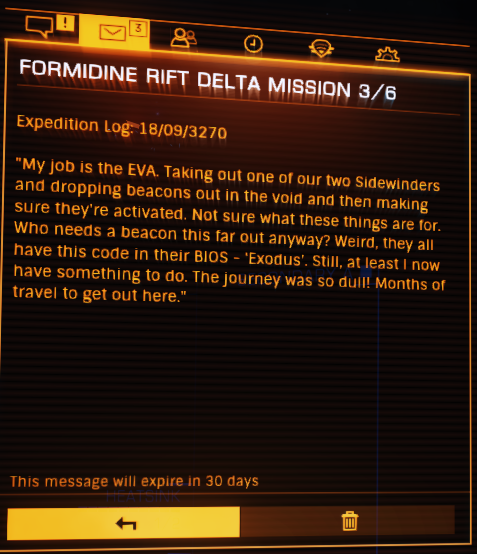 !
3
FORMIDINE RIFT DELTA MISSION 3/6
Expedition Log: 18/09/3270
"My job is the EVA. Taking out one of our two Sidewinders
and dropping beacons out in the void and then making
sure they're activated. Not sure what these things are for.
Who needs a beacon this far out anyway? Weird, they all
have this code in their BIOS - 'Exodus'. Still, at least I now
have something to do. The journey was so dull! Months of
travel to get out here."
This message will expire in 30 days
HEATSINK